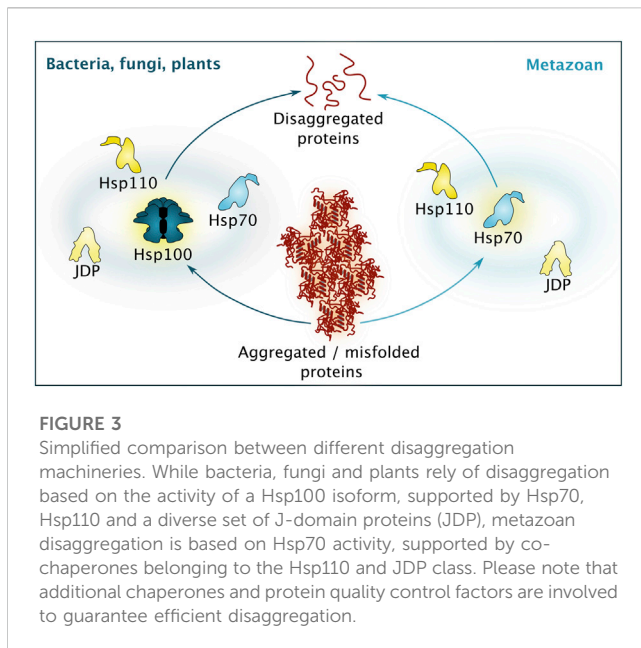 Bacteria, fungi, plants
Metazoan
Disaggregated
proteins
Hsp110
Hsp70
JDP
Hsp100
Hsp110
Hsp70
JDP
Aggregated / misfolded
proteins
FIGURE 3
Simplified comparison between different disaggregation
machineries. While bacteria, fungi and plants rely of disaggregation
based on the activity of a Hsp100 isoform, supported by Hsp70,
Hsp110 and a diverse set of J-domain proteins (JDP), metazoan
disaggregation is based on Hsp70 activity, supported by co-
chaperones belonging to the Hsp110 and JDP class. Please note that
additional chaperones and protein quality control factors are involved
to guarantee efficient disaggregation.